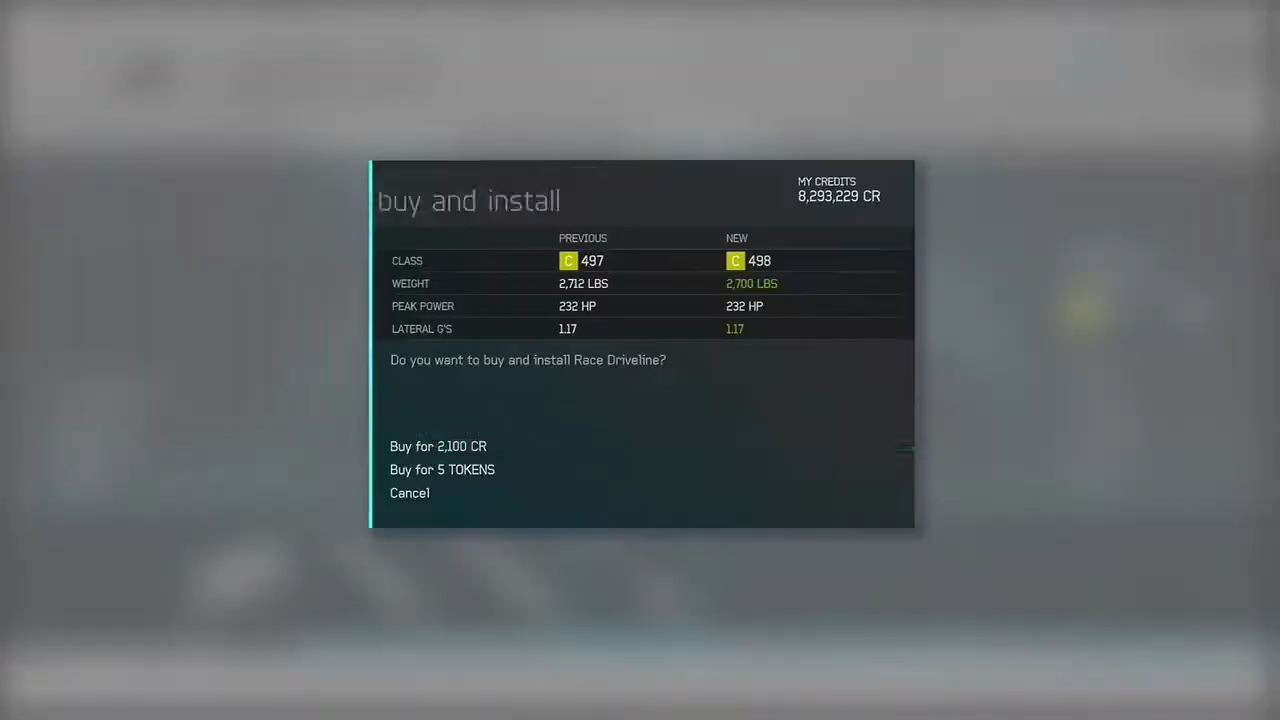 buy and install
MY CREDITS
8,293,229 CR
PREVIOUS NEW
CLASS C 497 C 498
WEIGHT 2,712 LBS 2,700 LBS
PEAK POWER 232 HP 232 HP
LATERAL G'S 1.17 1.17
Do you want to buy and install Race Driveline?
Buy for 2,100 CR
Buy for 5 TOKENS
Cancel